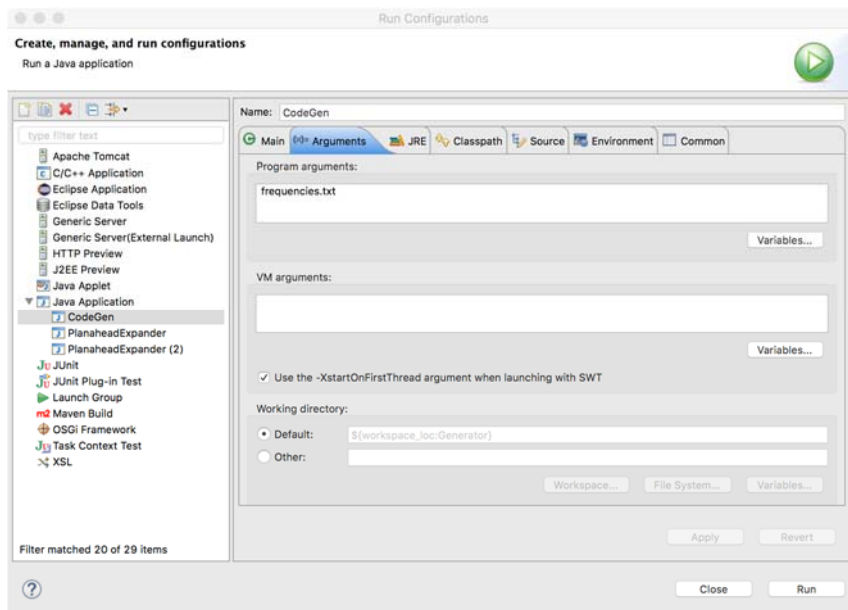 Run Configurations
Create, manage, and run configurations
Run a Java application
type filter text
Apache Tomcat
C/C++ Application
Eclipse Application
Eclipse Data Tools
Generic Server
Generic Server(External Launch)
HTTP Preview
J2EE Preview
Java Applet
Java Application
CodeGen
PlanaheadExpander
PlanaheadExpander (2)
JUnit
JUnit Plug-in Test
Launch Group
Maven Build
OSGi Framework
Task Context Test
XSL
Filter matched 20 of 29 items
Name: CodeGen
Main (x)= Arguments JRE Classpath Source Environment Common
Program arguments:
frequencies.txt
Variables...
VM arguments:
Variables...
Use the -XstartOnFirstThread argument when launching with SWT
Working directory:
Default: ${workspace_loc:Generator}
Other:
Workspace... File System... Variables...
Apply Revert
? Close Run